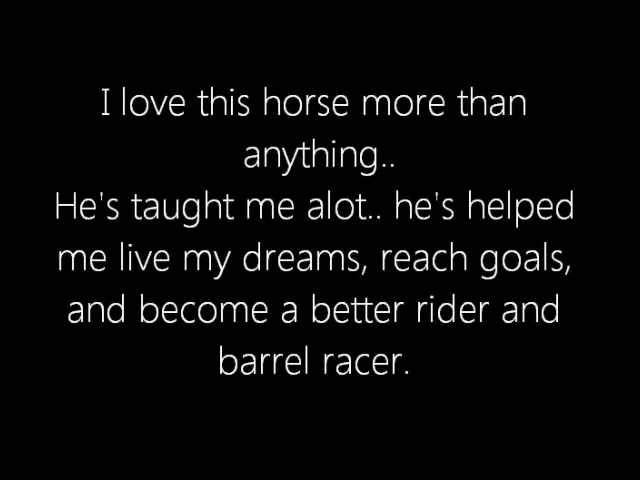 I love this horse more than
anything..
He's taught me alot.. he's helped
me live my dreams, reach goals,
and become a better rider and
barrel racer.